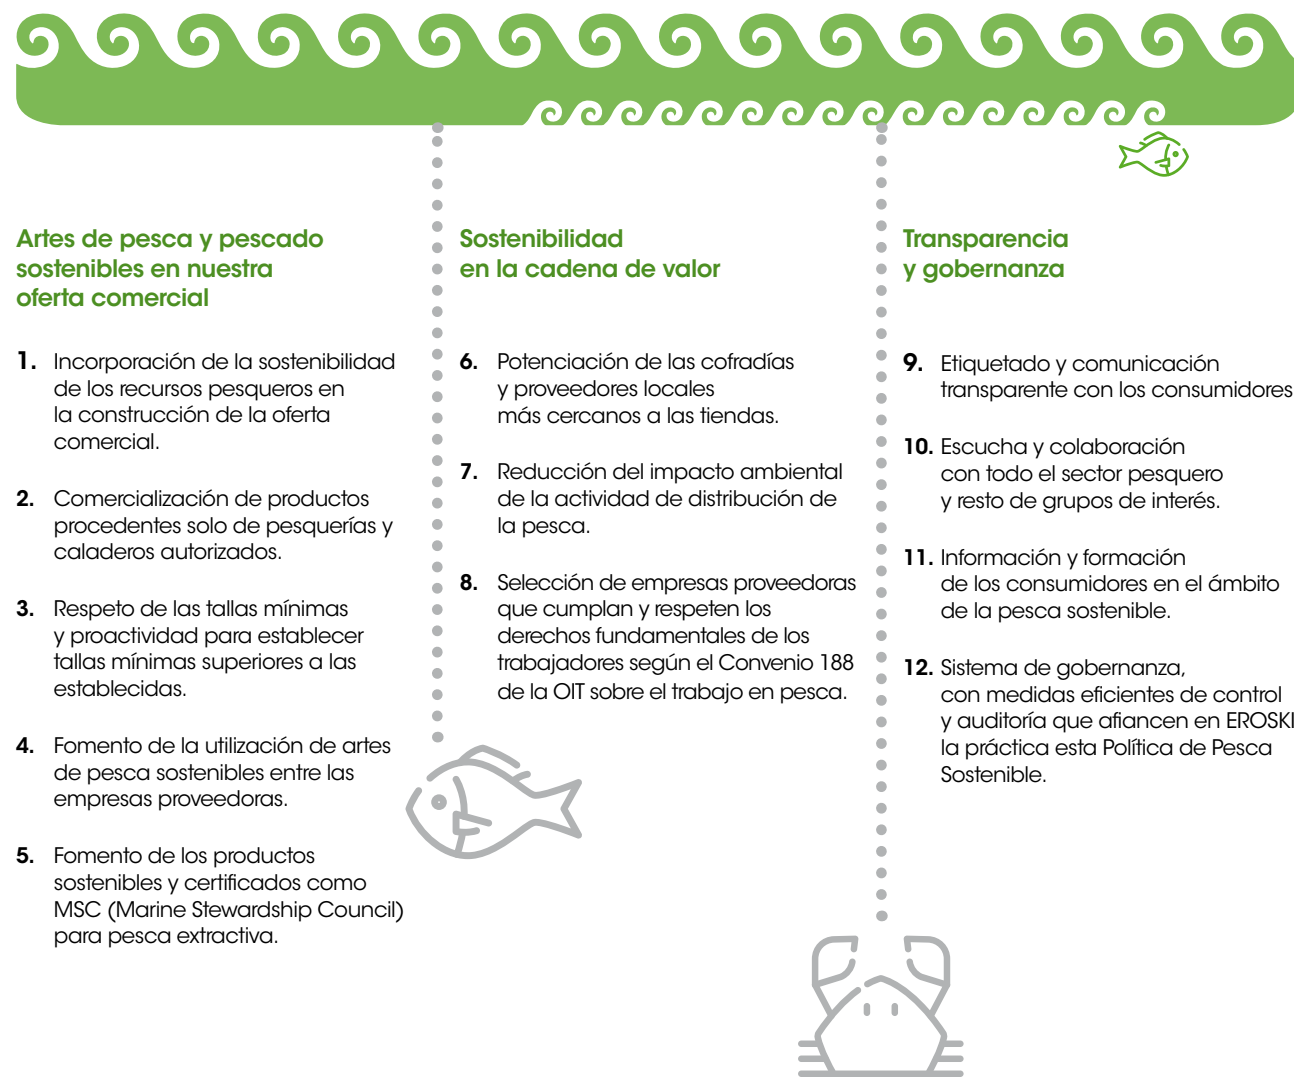 Artes de pesca y pescado
sostenibles en nuestra
oferta comercial
1. Incorporación de la sostenibilidad
de los recursos pesqueros en
la construcción de la oferta
comercial.
2. Comercialización de productos
procedentes solo de pesquerías y
caladeros autorizados.
3. Respeto de las tallas mínimas
y proactividad para establecer
tallas mínimas superiores a las
establecidas.
4. Fomento de la utilización de artes
de pesca sostenibles entre las
empresas proveedoras.
5. Fomento de los productos
sostenibles y certificados como
MSC (Marine Stewardship Council)
para pesca extractiva.
Sostenibilidad
en la cadena de valor
6. Potenciación de las cofradías
y proveedores locales
más cercanos a las tiendas.
7. Reducción del impacto ambiental
de la actividad de distribución de
la pesca.
8. Selección de empresas proveedoras
que cumplan y respeten los
derechos fundamentales de los
trabajadores según el Convenio 188
de la OIT sobre el trabajo en pesca.
Transparencia
y gobernanza
9. Etiquetado y comunicación
transparente con los consumidores
10. Escucha y colaboración
con todo el sector pesquero
y resto de grupos de interés.
11. Información y formación
de los consumidores en el ámbito
de la pesca sostenible.
12. Sistema de gobernanza,
con medidas eficientes de control
y auditoría que afiancen en EROSKI
la práctica esta Política de Pesca
Sostenible.